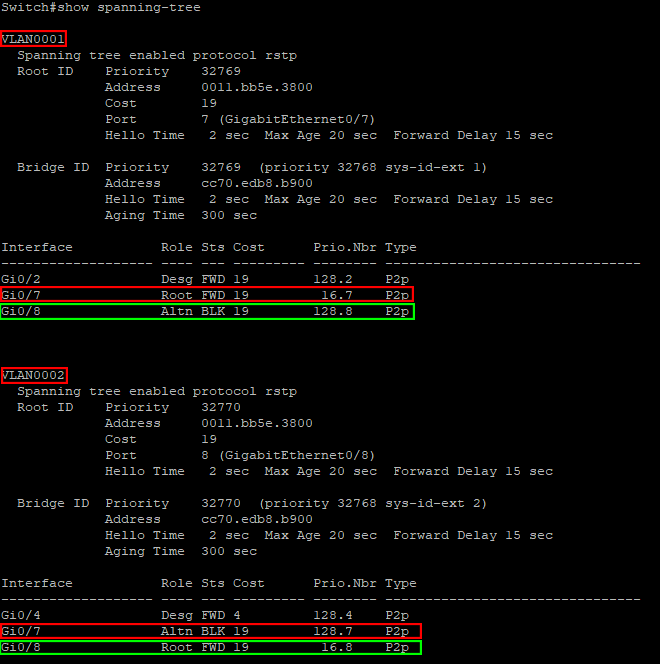 Switch#show spanning-tree
VLAN0001
  Spanning tree enabled protocol rstp
  Root ID    Priority    32769
             Address     0011.bb5e.3800
             Cost        19
             Port        7 (GigabitEthernet0/7)
             Hello Time   2 sec  Max Age 20 sec  Forward Delay 15 sec
  Bridge ID  Priority    32769  (priority 32768 sys-id-ext 1)
             Address     cc70.edb8.b900
             Hello Time   2 sec  Max Age 20 sec  Forward Delay 15 sec
             Aging Time  300 sec
Interface           Role Sts Cost      Prio.Nbr Type
------------------- ---- --- --------- -------- --------------------------------
Gi0/2               Desg FWD 19        128.2    P2p
Gi0/7               Root FWD 19         16.7    P2p
Gi0/8               Altn BLK 19        128.8    P2p
VLAN0002
  Spanning tree enabled protocol rstp
  Root ID    Priority    32770
             Address     0011.bb5e.3800
             Cost        19
             Port        8 (GigabitEthernet0/8)
             Hello Time   2 sec  Max Age 20 sec  Forward Delay 15 sec
  Bridge ID  Priority    32770  (priority 32768 sys-id-ext 2)
             Address     cc70.edb8.b900
             Hello Time   2 sec  Max Age 20 sec  Forward Delay 15 sec
             Aging Time  300 sec
Interface           Role Sts Cost      Prio.Nbr Type
------------------- ---- --- --------- -------- --------------------------------
Gi0/4               Desg FWD 4         128.4    P2p
Gi0/7               Altn BLK 19        128.7    P2p
Gi0/8               Root FWD 19         16.8    P2p